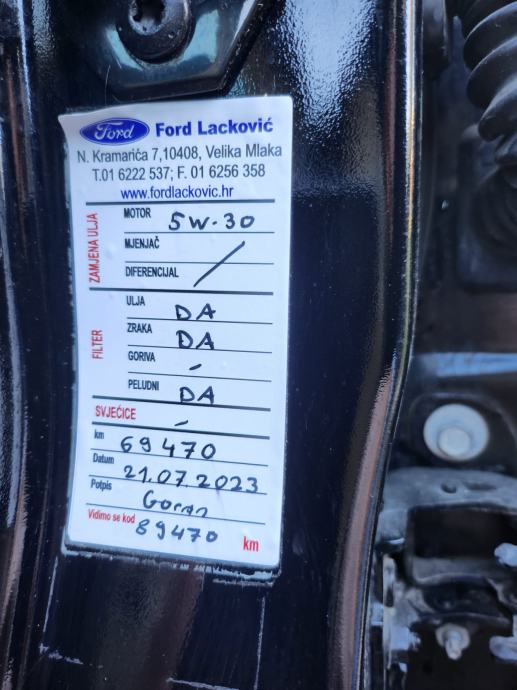 Ford Ford Lacković
N. Kramarića 7,10408, Velika Mlaka
T.01 6222 537; F. 01 6256 358
www.fordlackovic.hr
ZAMJENA ULJA
MOTOR 5W-30
MJENJAČ /
DIFERENCIJAL
FILTER
ULJA DA
ZRAKA DA
GORIVA -
PELUDNI DA
SVJEĆICE -
km 69470
Datum 21.07.2023
Potpis Goran
Vidimo se kod 89470 km